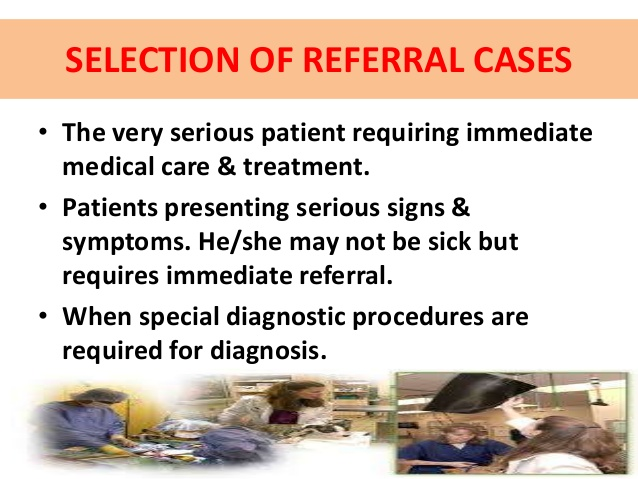 SELECTION OF REFERRAL CASES
• The very serious patient requiring immediate
medical care & treatment.
• Patients presenting serious signs &
symptoms. He/she may not be sick but
requires immediate referral.
• When special diagnostic procedures are
required for diagnosis.